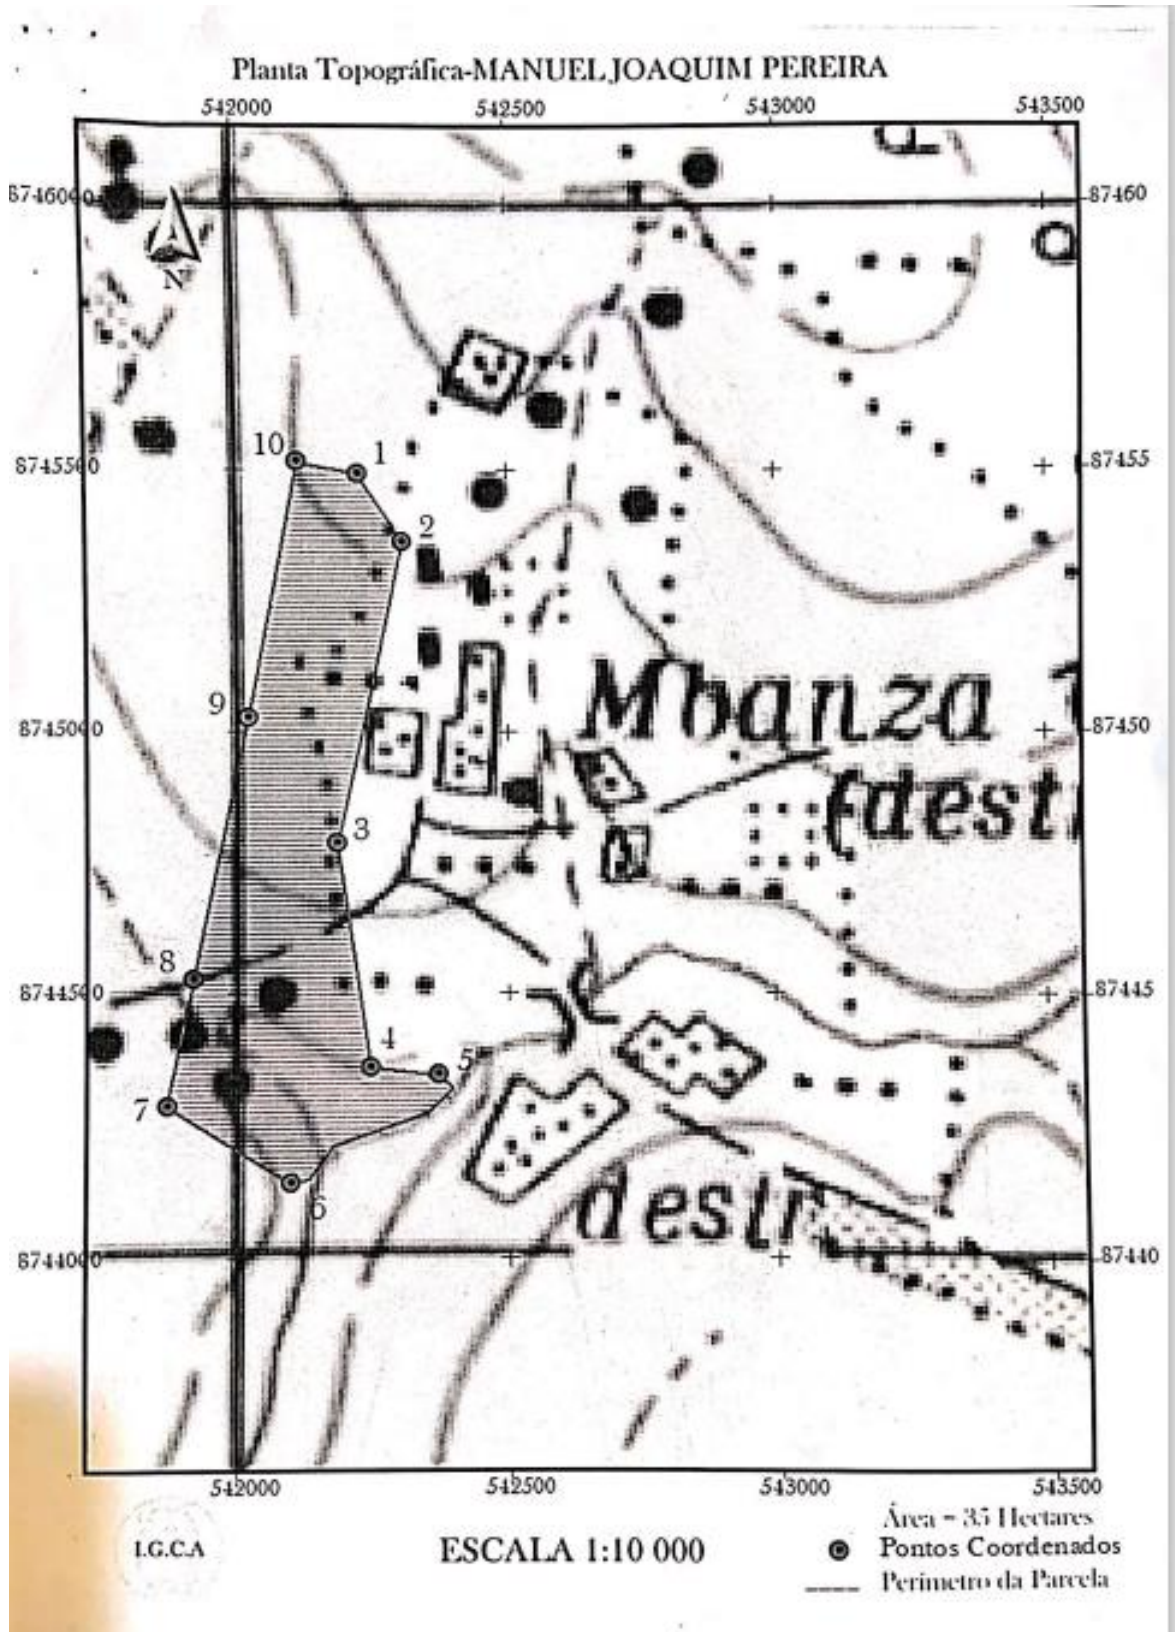 Planta Topográfica-MANUEL JOAQUIM PEREIRA
542000 542500 543000 543500
8746000 87460
N
10 1
8745500 87455
2
9
Mbanza
8745000 87450
(dest
3
8
8744500 87445
4 5
7
6
destr
8744000 87440
542000 542500 543000 543500
Área = 35 Hectares
I.G.C.A ESCALA 1:10 000 Pontos Coordenados
Perímetro da Parcela